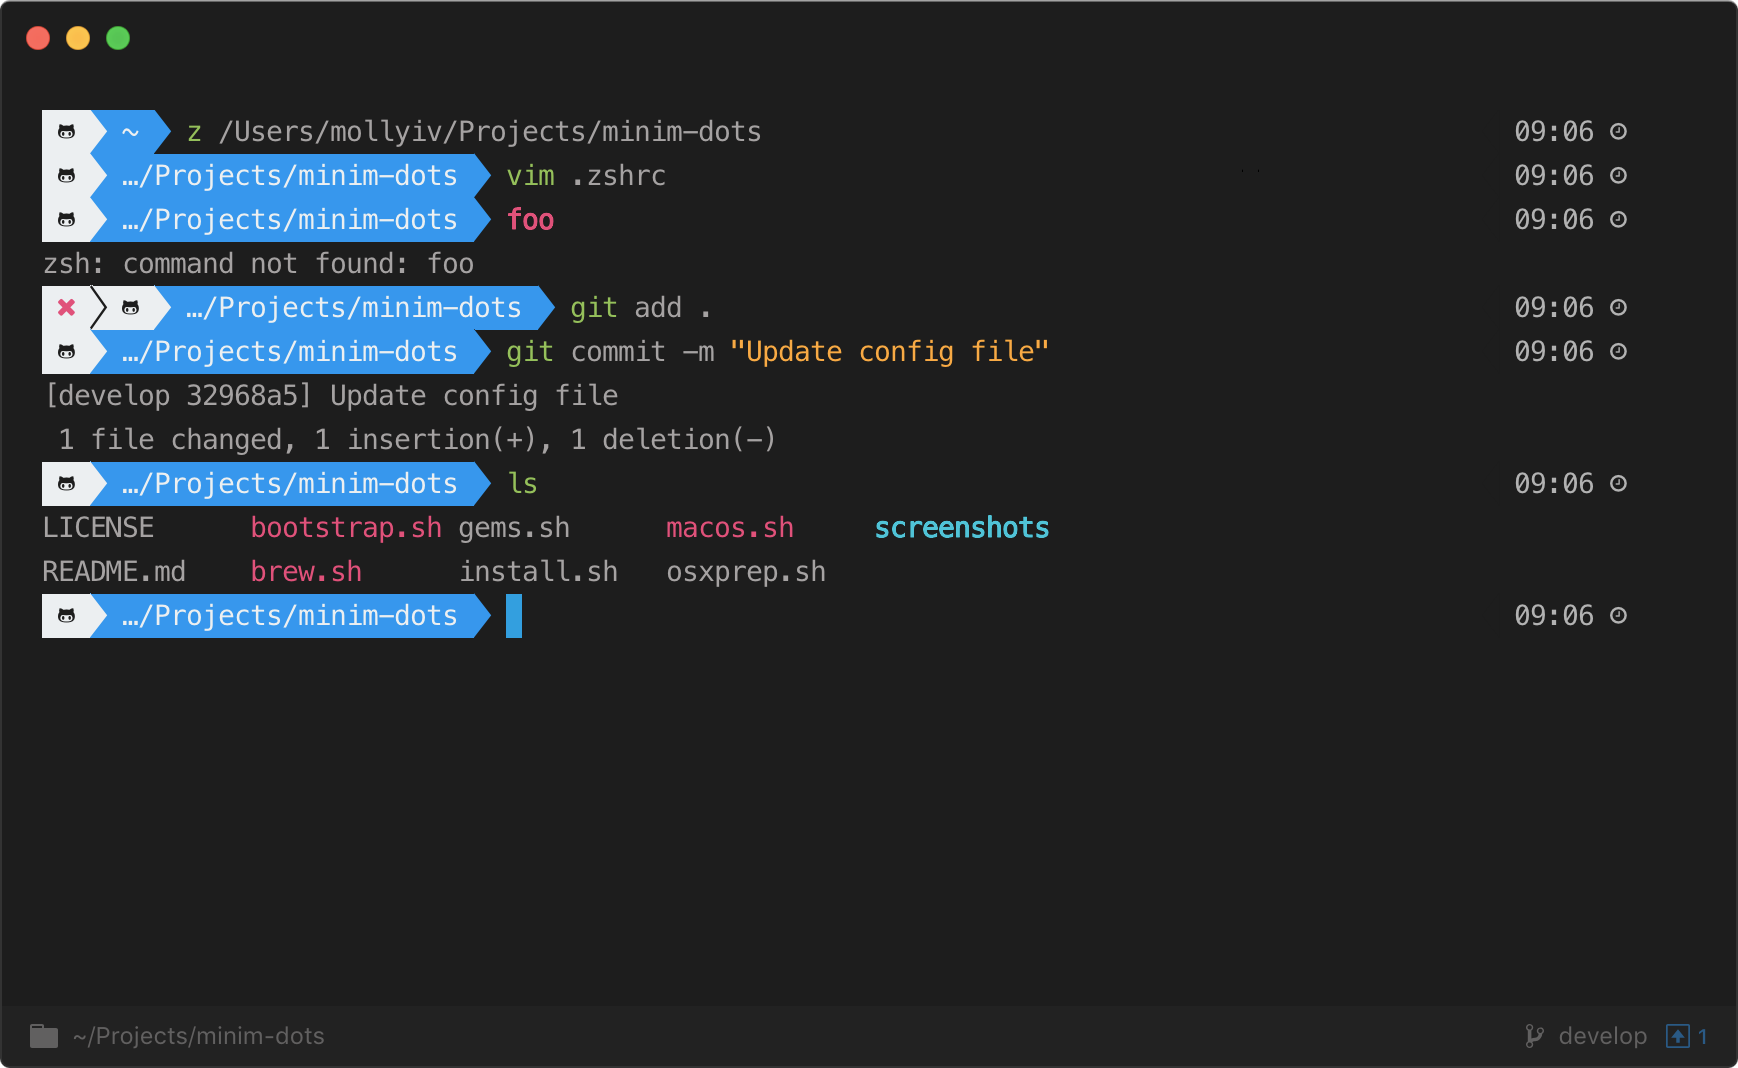 ~ z /Users/mollyiv/Projects/minim-dots 09:06
…/Projects/minim-dots vim .zshrc 09:06
…/Projects/minim-dots foo 09:06
zsh: command not found: foo
…/Projects/minim-dots git add . 09:06
…/Projects/minim-dots git commit -m "Update config file" 09:06
[develop 32968a5] Update config file
1 file changed, 1 insertion(+), 1 deletion(-)
…/Projects/minim-dots ls 09:06
LICENSE bootstrap.sh gems.sh macos.sh screenshots
README.md brew.sh install.sh osxprep.sh
…/Projects/minim-dots 09:06
~/Projects/minim-dots develop 1